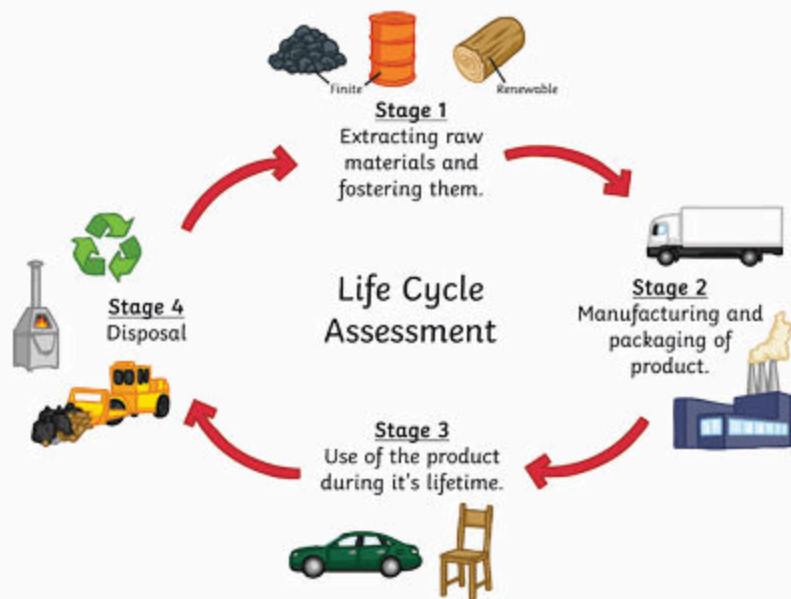 Finite
Renewable
Stage 1
Extracting raw
materials and
fostering them.
Stage 2
Manufacturing and
packaging of
product.
Life Cycle
Assessment
Stage 4
Disposal
Stage 3
Use of the product
during it's lifetime.